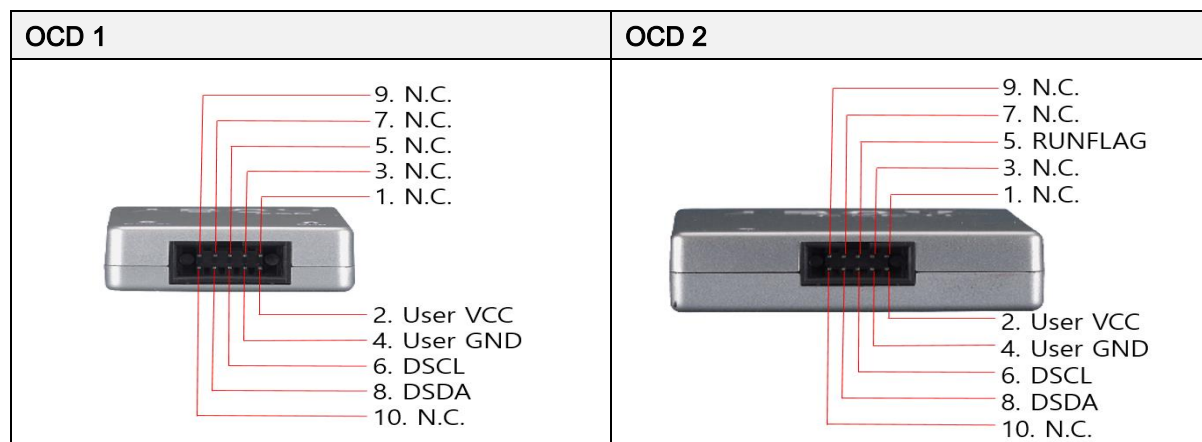 OCD 1
9. N.C.
7. N.C.
5. N.C.
3. N.C.
1. N.C.
2. User VCC
4. User GND
6. DSCL
8. DSDA
10. N.C.
OCD 2
9. N.C.
7. N.C.
5. RUNFLAG
3. N.C.
1. N.C.
2. User VCC
4. User GND
6. DSCL
8. DSDA
10. N.C.